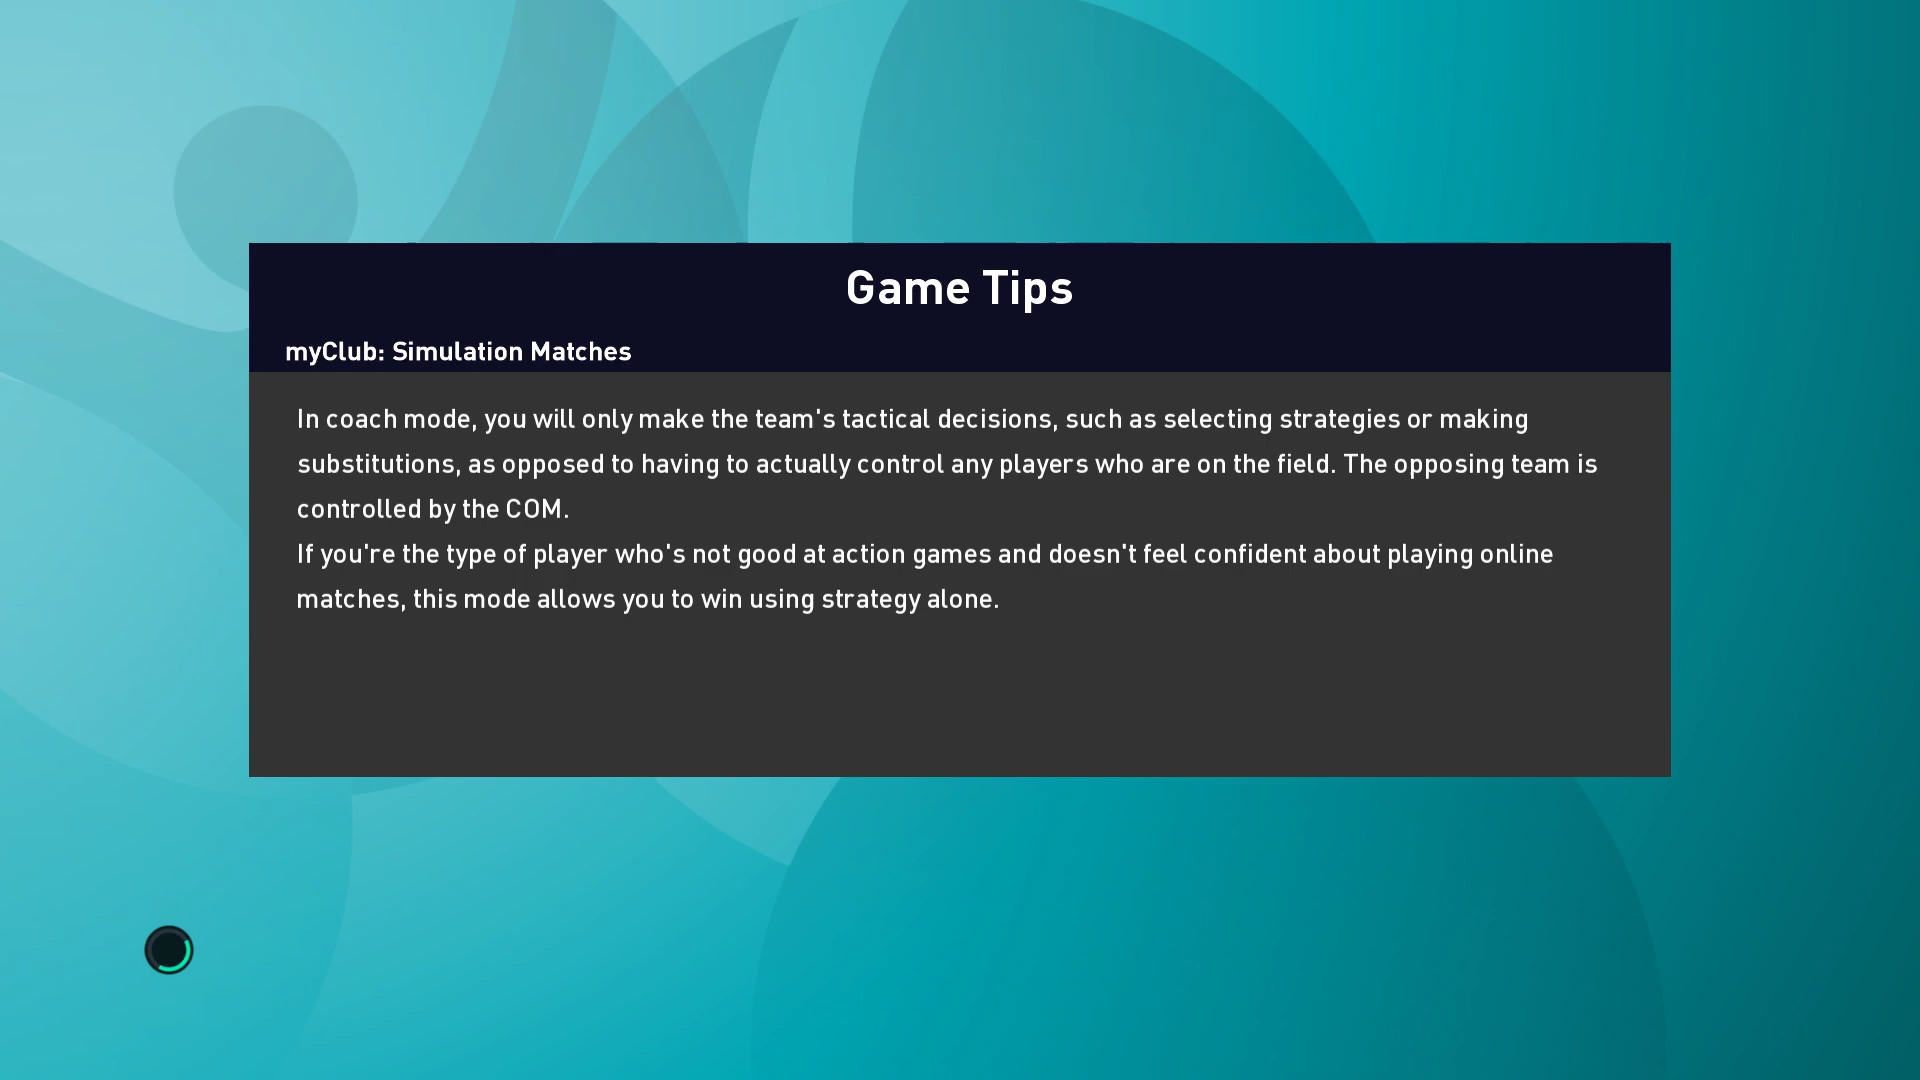 Game Tips
myClub: Simulation Matches
In coach mode, you will only make the team's tactical decisions, such as selecting strategies or making
substitutions, as opposed to having to actually control any players who are on the field. The opposing team is
controlled by the COM.
If you're the type of player who's not good at action games and doesn't feel confident about playing online
matches, this mode allows you to win using strategy alone.